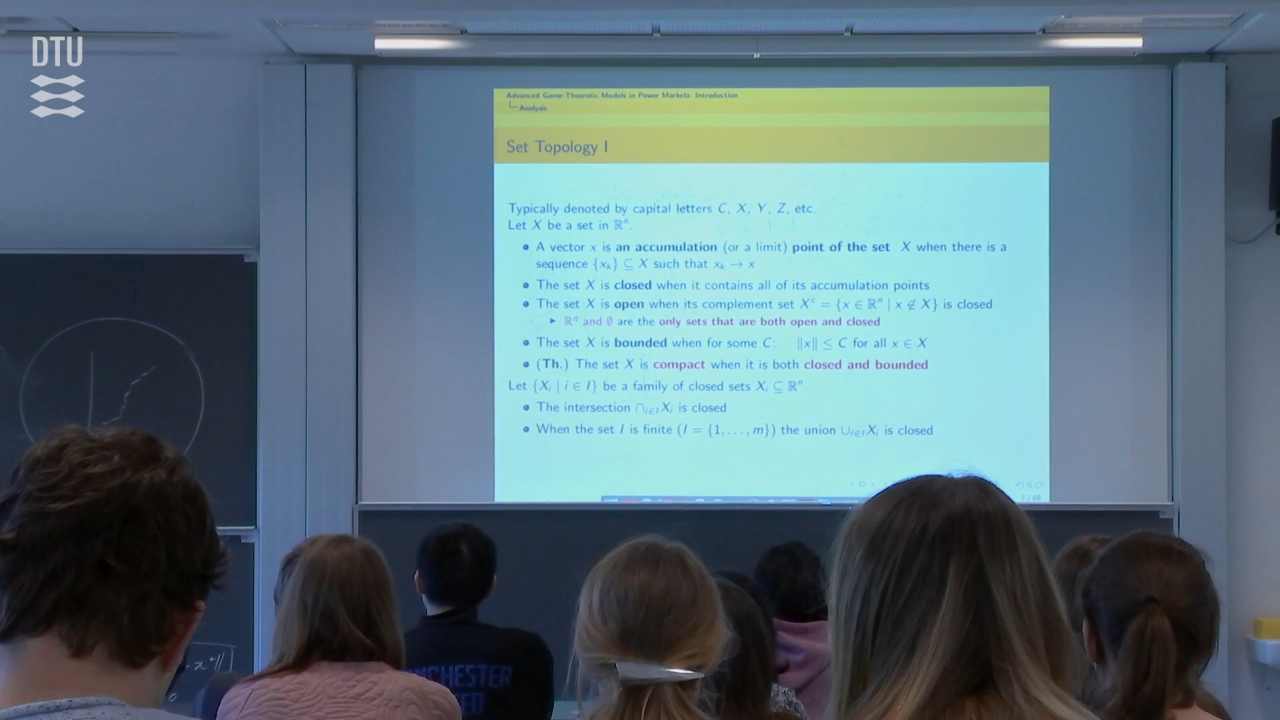 DTU
Advanced Game-Theoretic Models in Power Markets Introduction
Analysis
Set Topology I
Typically denoted by capital letters C, X, Y, Z, etc.
Let X be a set in ℝⁿ.
A vector x is an accumulation (or a limit) point of the set X when there is a
sequence {xₖ} ⊆ X such that xₖ → x
The set X is closed when it contains all of its accumulation points
The set X is open when its complement set Xᶜ = {x ∈ ℝⁿ | x ∉ X} is closed
ℝⁿ and ∅ are the only sets that are both open and closed
The set X is bounded when for some C: ‖x‖ ≤ C for all x ∈ X
(Th.) The set X is compact when it is both closed and bounded
Let {Xᵢ | i ∈ I} be a family of closed sets Xᵢ ⊆ ℝⁿ
The intersection ∩i∈I Xᵢ is closed
When the set I is finite (I = {1, . . . , m}) the union ∪i∈I Xᵢ is closed